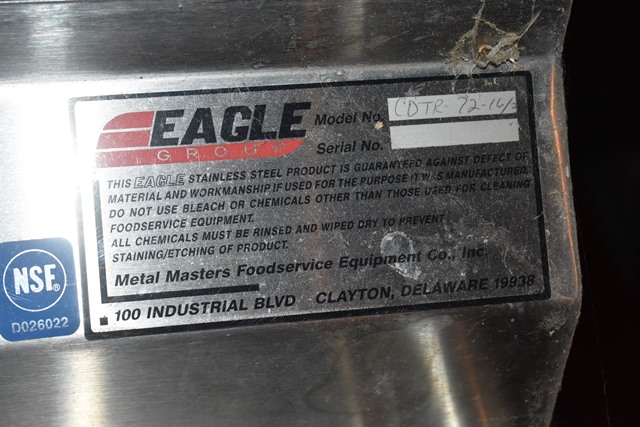 EAGLE
GROUP
Model No. CDTR-72-16/3
Serial No.
THIS EAGLE STAINLESS STEEL PRODUCT IS GUARANTEED AGAINST DEFECT OF
MATERIAL AND WORKMANSHIP IF USED FOR THE PURPOSE IT WAS MANUFACTURED.
DO NOT USE BLEACH OR CHEMICALS OTHER THAN THOSE USED FOR CLEANING
FOODSERVICE EQUIPMENT.
ALL CHEMICALS MUST BE RINSED AND WIPED DRY TO PREVENT
STAINING/ETCHING OF PRODUCT.
Metal Masters Foodservice Equipment Co., Inc.
100 INDUSTRIAL BLVD CLAYTON, DELAWARE 19938
NSF®
D026022